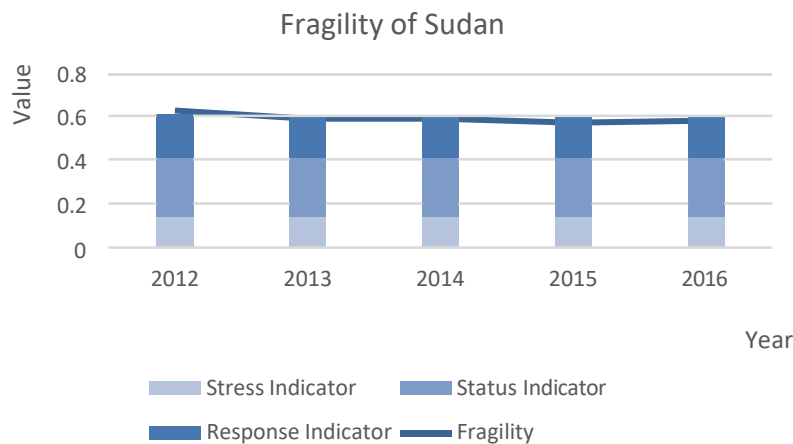 Fragility of Sudan
Value
0.8
0.6
0.4
0.2
0
2012 2013 2014 2015 2016
Year
Stress Indicator Status Indicator
Response Indicator Fragility